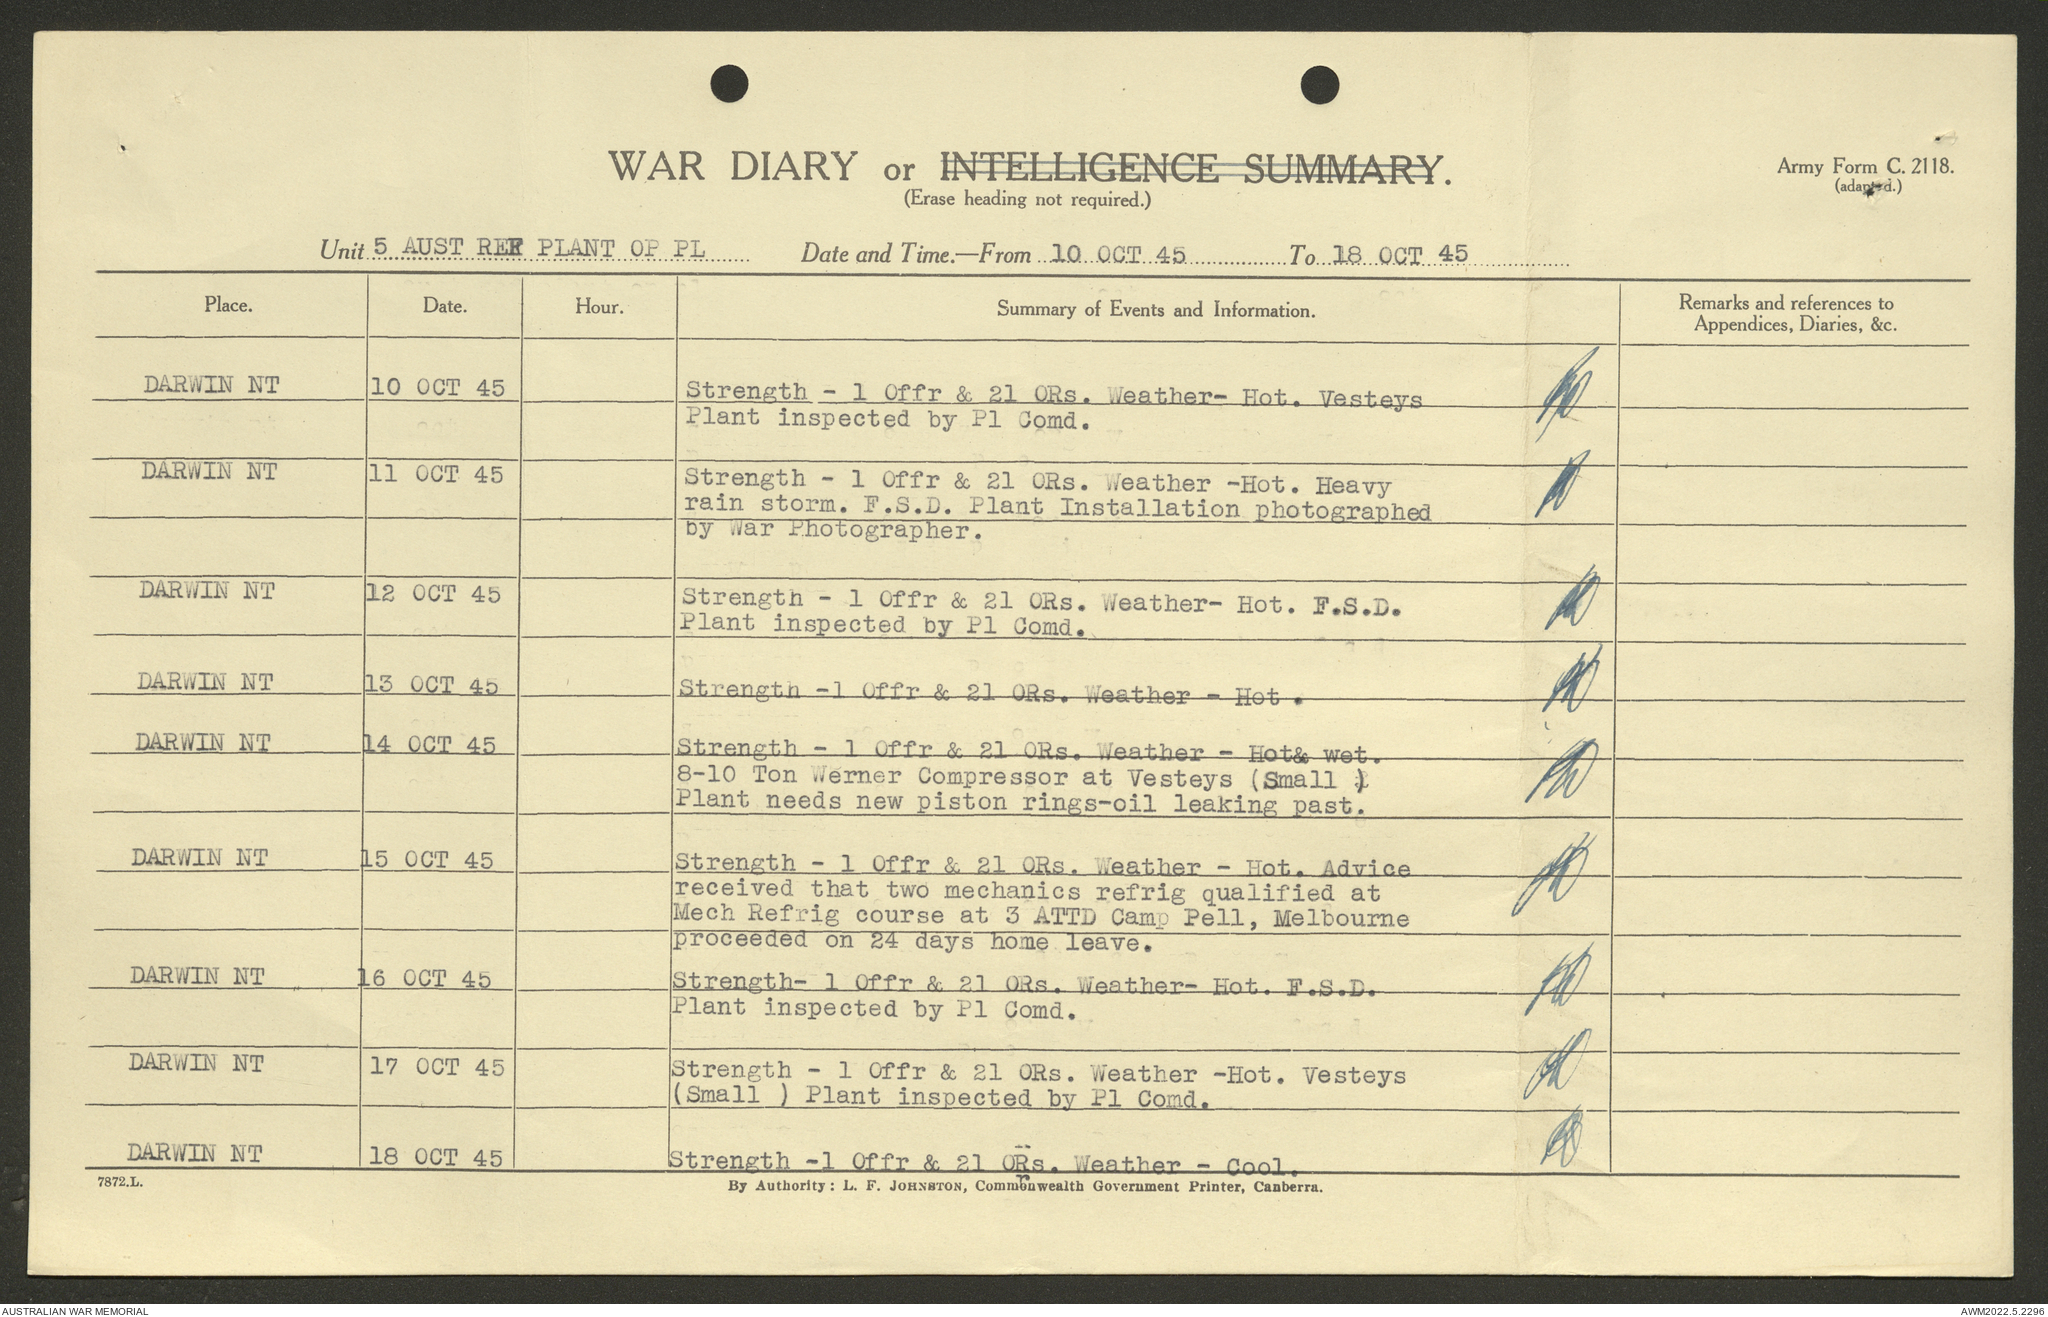 WAR DIARY or INTELLIGENCE SUMMARY.
(Erase heading not required.)
Army Form C. 2118.
(adapted.)
Unit 5 AUST REF PLANT OP PL Date and Time.—From 10 OCT 45 To 18 OCT 45
Place. Date. Hour. Summary of Events and Information. Remarks and references to
Appendices, Diaries, &c.
DARWIN NT 10 OCT 45 Strength - 1 Offr & 21 ORs. Weather- Hot. Vesteys
Plant inspected by Pl Comd.
DARWIN NT 11 OCT 45 Strength - 1 Offr & 21 ORs. Weather -Hot. Heavy
rain storm. F.S.D. Plant Installation photographed
by War Photographer.
DARWIN NT 12 OCT 45 Strength - 1 Offr & 21 ORs. Weather- Hot. F.S.D.
Plant inspected by Pl Comd.
DARWIN NT 13 OCT 45 Strength -1 Offr & 21 ORs. Weather - Hot .
DARWIN NT 14 OCT 45 Strength - 1 Offr & 21 ORs. Weather - Hot& wet.
8-10 Ton Werner Compressor at Vesteys (Small )
Plant needs new piston rings-oil leaking past.
DARWIN NT 15 OCT 45 Strength - 1 Offr & 21 ORs. Weather - Hot. Advice
received that two mechanics refrig qualified at
Mech Refrig course at 3 ATTD Camp Pell, Melbourne
proceeded on 24 days home leave.
DARWIN NT 16 OCT 45 Strength- 1 Offr & 21 ORs. Weather- Hot. F.S.D.
Plant inspected by Pl Comd.
DARWIN NT 17 OCT 45 Strength - 1 Offr & 21 ORs. Weather -Hot. Vesteys
(Small ) Plant inspected by Pl Comd.
DARWIN NT 18 OCT 45 Strength -1 Offr & 21 ORs. Weather - Cool.
7872.L. By Authority: L. F. JOHNSTON, Commonwealth Government Printer, Canberra.
AUSTRALIAN WAR MEMORIAL AWM2022.5.2296